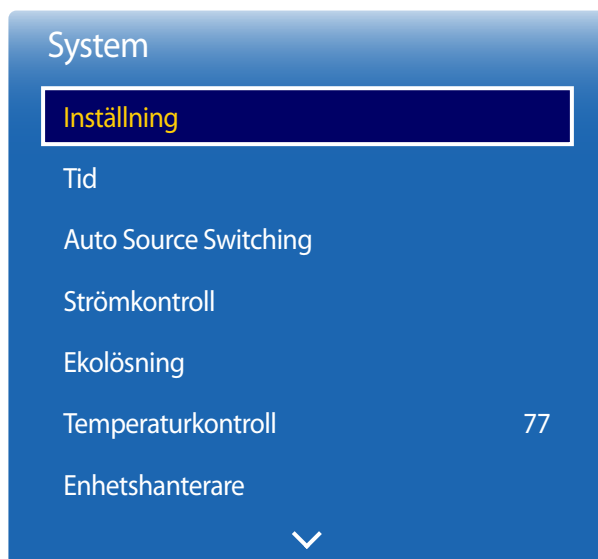 System
Inställning
Tid
Auto Source Switching
Strömkontroll
Ekolösning
Temperaturkontroll 77
Enhetshanterare